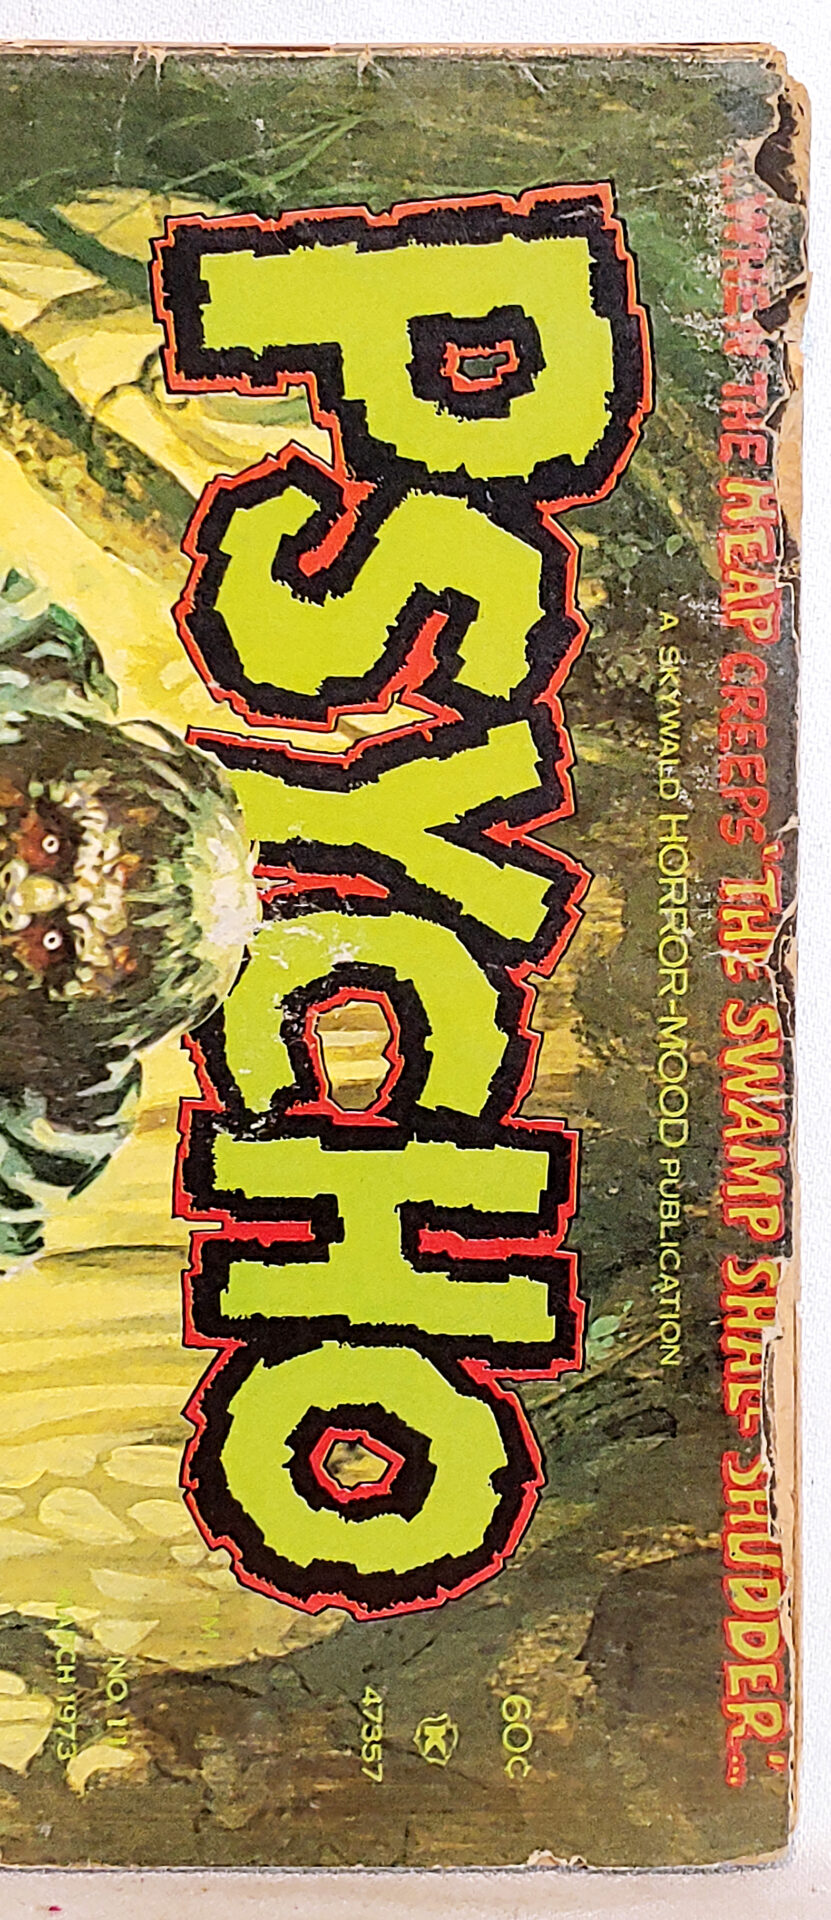 ...WHEN THE HEAP CREEPS "THE SWAMP SHALL SHUDDER"...
A SKYWALD HORROR-MOOD PUBLICATION
PSYCHO
60¢
K
47357
TM
NO. 11
MARCH 1973